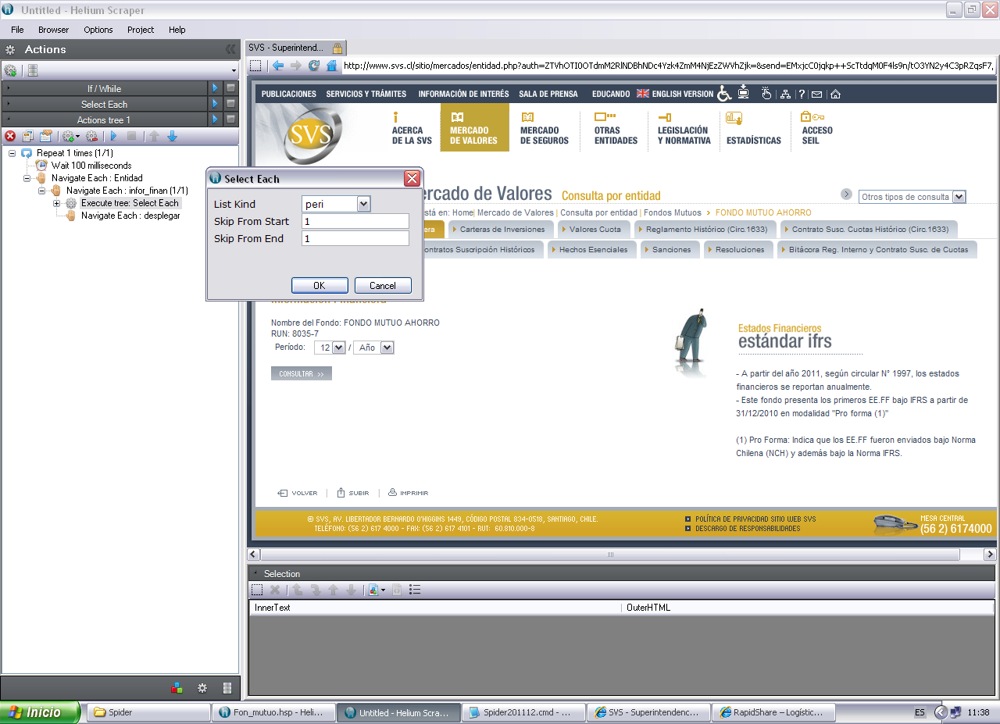 Untitled - Helium Scraper
File Browser Options Project Help
Actions
If / While
Select Each
Actions tree 1
Repeat 1 times (1/1)
Wait 100 milliseconds
Navigate Each : Entidad
Navigate Each : infor_finan (1/1)
Execute tree: Select Each
Navigate Each : desplegar
Select Each
List Kind peri
Skip From Start 1
Skip From End 1
OK Cancel
SVS - Superintend...
http://www.svs.cl/sitio/mercados/entidad.php?auth=ZTVhOTI0OTdmM2RlNDBhNDc4Yzk4ZmM4NjEzZWVhZjk=&send=EMxjcC0jqkp++ScTtdqM0F4ls9n/tO3YN2y4C3pRZqsF7,
PUBLICACIONES SERVICIOS Y TRÁMITES INFORMACIÓN DE INTERÉS SALA DE PRENSA EDUCANDO ENGLISH VERSION ?
SVS
ACERCA DE LA SVS
MERCADO DE VALORES
MERCADO DE SEGUROS
OTRAS ENTIDADES
LEGISLACIÓN Y NORMATIVA
ESTADÍSTICAS
ACCESO SEIL
rcado de Valores Consulta por entidad
Otros tipos de consulta
stá en: Home| Mercado de Valores | Consulta por entidad | Fondos Mutuos > FONDO MUTUO AHORRO
era Carteras de Inversiones Valores Cuota Reglamento Histórico (Circ.1633) Contrato Susc. Cuotas Histórico (Circ.1633)
ontratos Suscripción Históricos Hechos Esenciales Sanciones Resoluciones Bitácora Reg. Interno y Contrato Susc. de Cuotas
Información Financiera
Nombre del Fondo: FONDO MUTUO AHORRO
RUN: 8035-7
Período: 12 / Año
CONSULTAR >>
Estados Financieros
estándar ifrs
- A partir del año 2011, según circular N° 1997, los estados
financieros se reportan anualmente.
- Este fondo presenta los primeros EE.FF bajo IFRS a partir de
31/12/2010 en modalidad "Pro forma (1)"
(1) Pro Forma: Indica que los EE.FF fueron enviados bajo Norma
Chilena (NCH) y además bajo la Norma IFRS.
VOLVER | SUBIR | IMPRIMIR
© SVS, AV. LIBERTADOR BERNARDO O'HIGGINS 1449, CÓDIGO POSTAL 834-0518, SANTIAGO, CHILE.
TELÉFONO: (56 2) 617 4000 - FAX: (56 2) 617 4101 - RUT: 60.810.000-8
POLÍTICA DE PRIVACIDAD SITIO WEB SVS
DESCARGO DE RESPONSABILIDADES
MESA CENTRAL
(56 2) 6174000
Selection
InnerText OuterHTML
Inicio Spider Fon_mutuo.hsp - Heli... Untitled - Helium Scra... Spider201112.cmd - ... SVS - Superintendenc... RapidShare – Logístic... ES 11:38